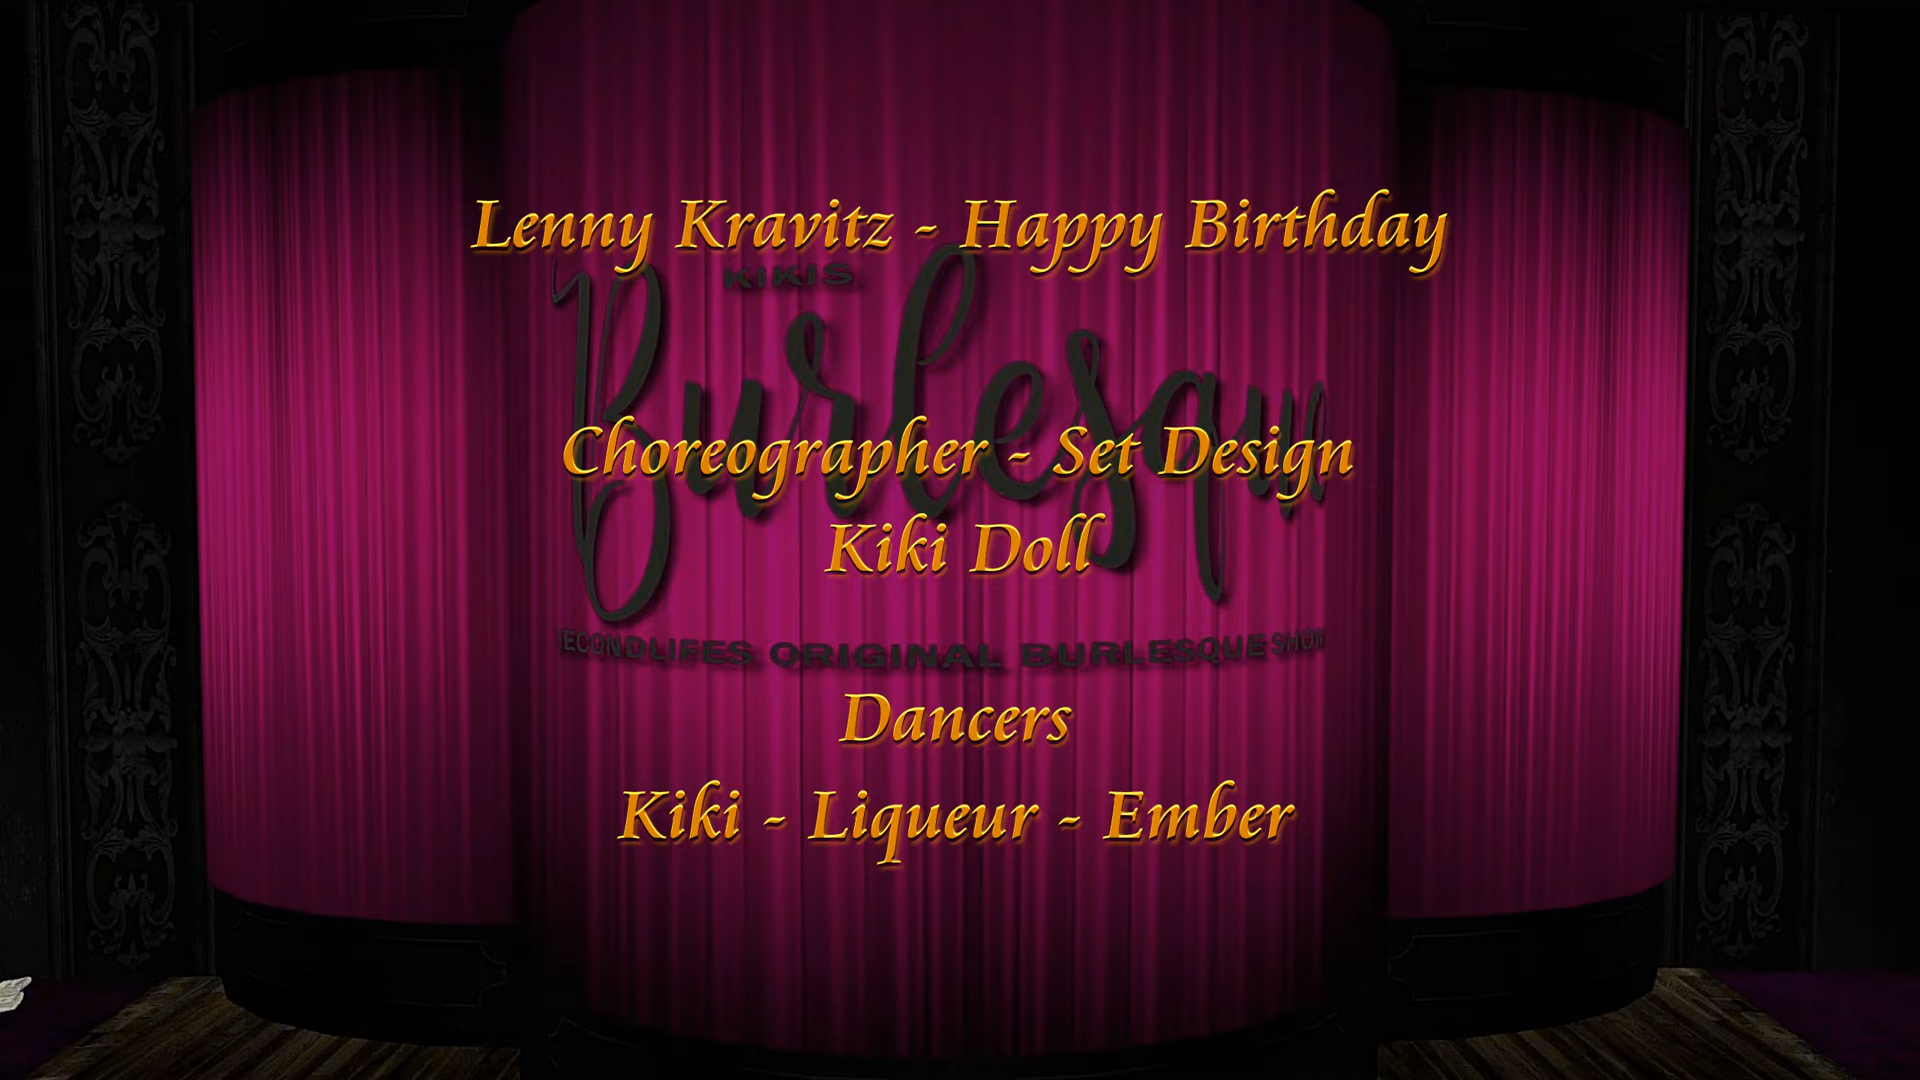 Lenny Kravitz - Happy Birthday
KIKIS
Burlesqu
Choreographer - Set Design
Kiki Doll
ECONDLIFES ORIGINAL BURLESQUE SHOW
Dancers
Kiki - Liqueur - Ember